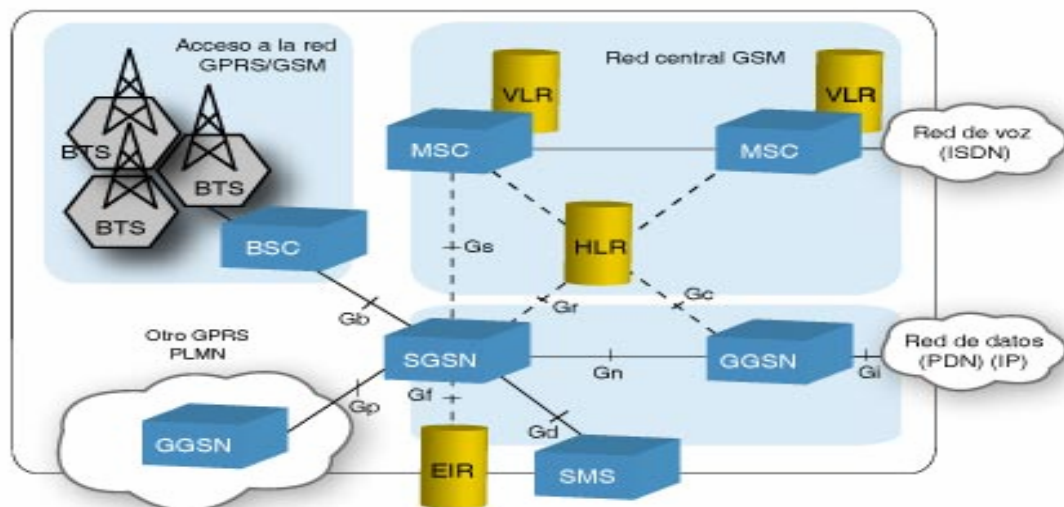 Acceso a la red
GPRS/GSM
BTS
BTS
BTS
BSC
Red central GSM
VLR
VLR
MSC
MSC
Red de voz
(ISDN)
HLR
Gs
Gr
Gc
Gb
Otro GPRS
PLMN
SGSN
Gn
GGSN
Gi
Red de datos
(PDN) (IP)
Gp
Gf
Gd
GGSN
EIR
SMS